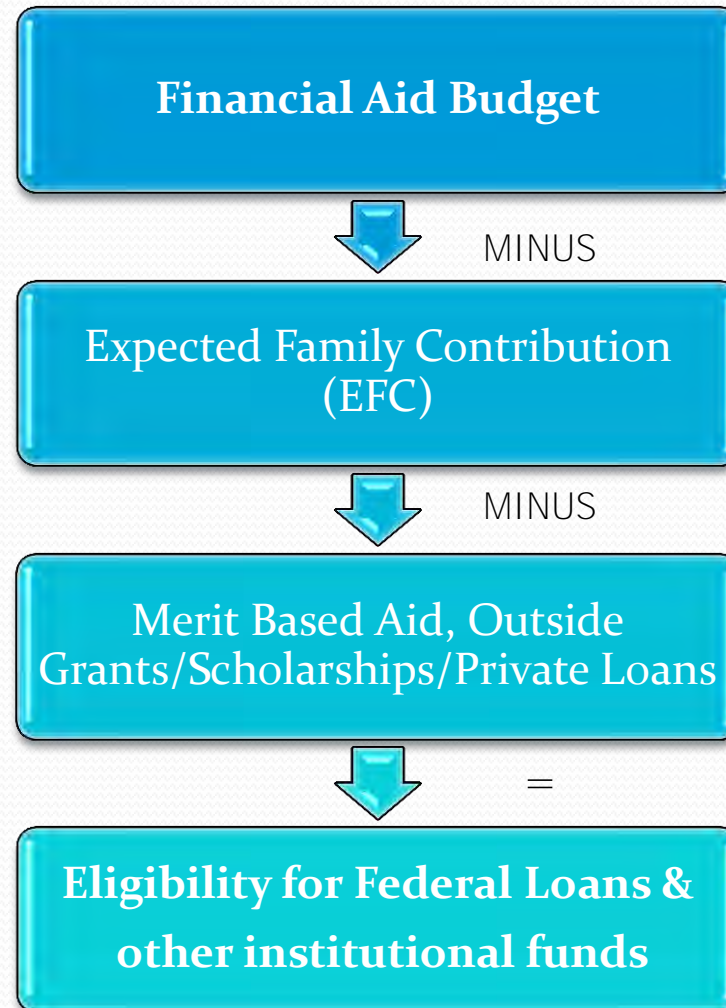 Financial Aid Budget
MINUS
Expected Family Contribution
(EFC)
MINUS
Merit Based Aid, Outside
Grants/Scholarships/Private Loans
=
Eligibility for Federal Loans &
other institutional funds